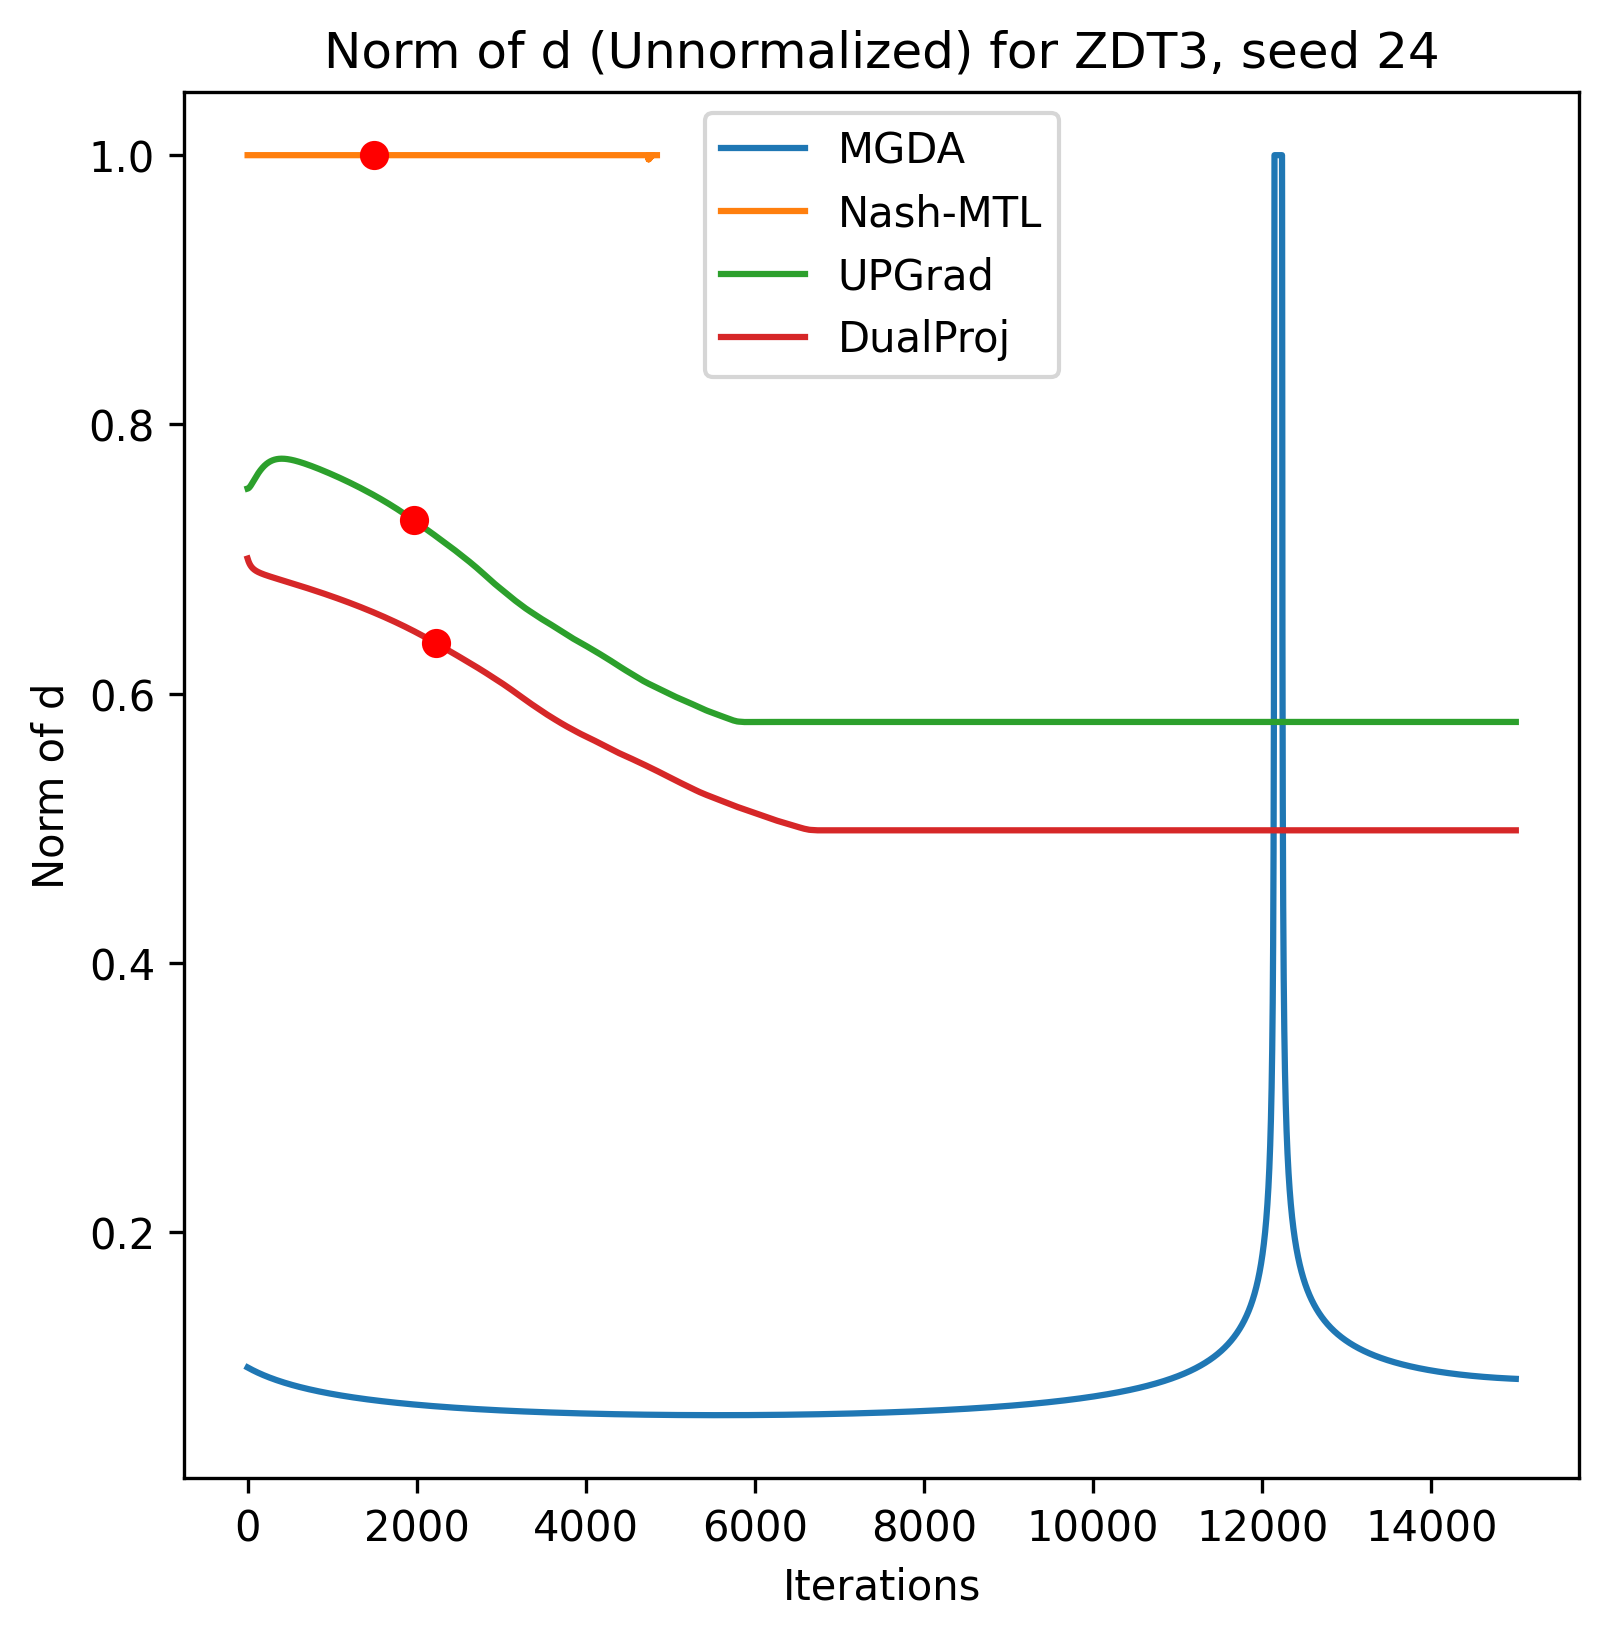 Norm of d (Unnormalized) for ZDT3, seed 24
MGDA
Nash-MTL
UPGrad
DualProj
1.0
0.8
0.6
0.4
0.2
Norm of d
0 2000 4000 6000 8000 10000 12000 14000
Iterations